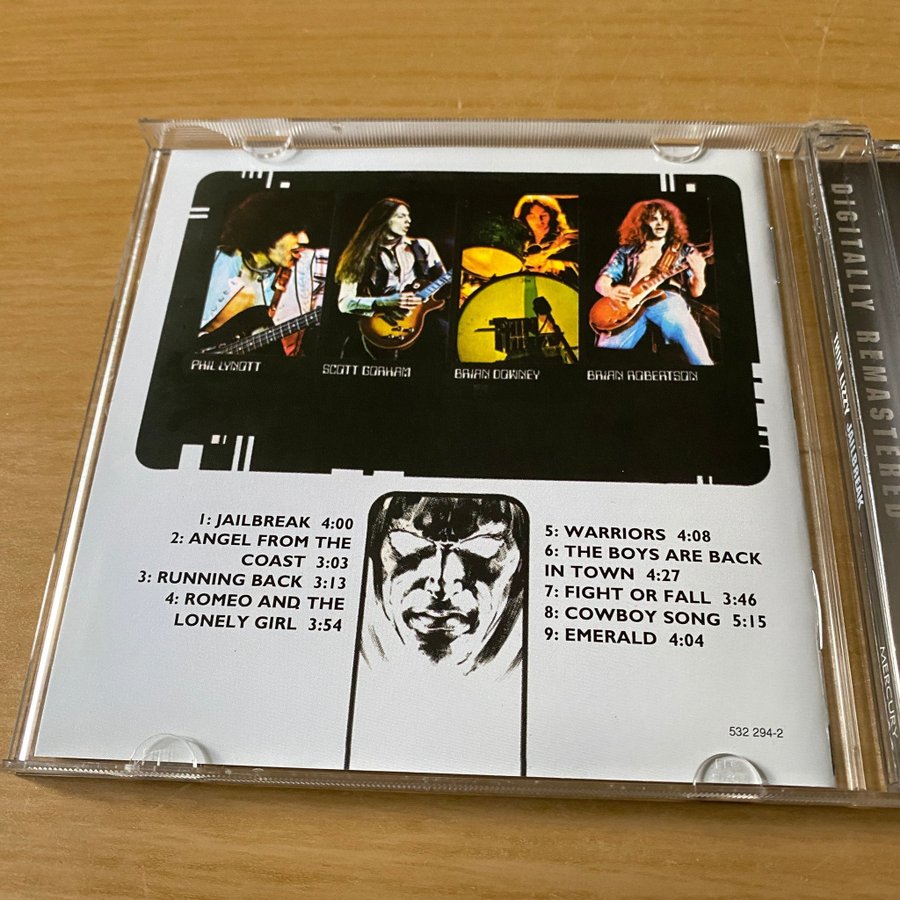 PHIL LYNOTT
SCOTT GORHAM
BRIAN DOWNEY
BRIAN ROBERTSON
1: JAILBREAK 4:00
2: ANGEL FROM THE
COAST 3:03
3: RUNNING BACK 3:13
4: ROMEO AND THE
LONELY GIRL 3:54
5: WARRIORS 4:08
6: THE BOYS ARE BACK
IN TOWN 4:27
7: FIGHT OR FALL 3:46
8: COWBOY SONG 5:15
9: EMERALD 4:04
532 294-2
DIGITALLY REMASTERED
THIN LIZZY JAILBREAK
MERCURY